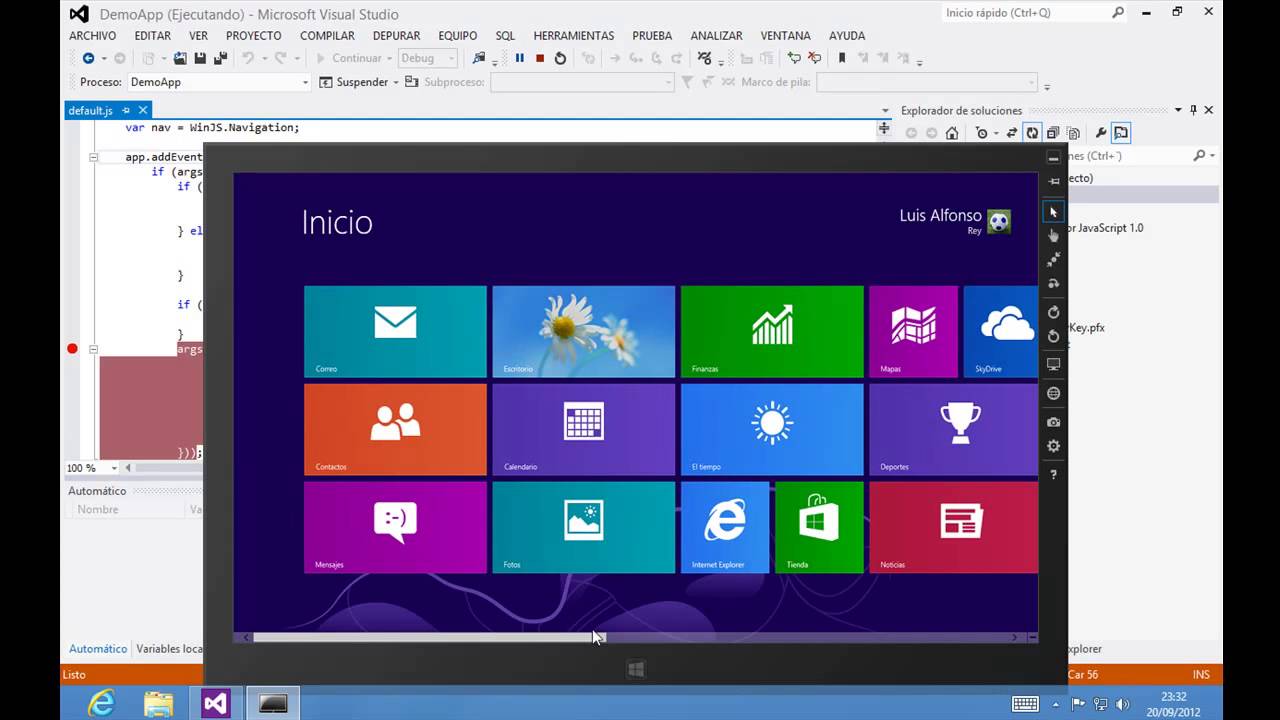 DemoApp (Ejecutando) - Microsoft Visual Studio
Inicio rápido (Ctrl+Q)
ARCHIVO EDITAR VER PROYECTO COMPILAR DEPURAR EQUIPO SQL HERRAMIENTAS PRUEBA ANALIZAR VENTANA AYUDA
Continuar Debug
Proceso: DemoApp Suspender Subproceso: Marco de pila:
default.js
Explorador de soluciones
var nav = WinJS.Navigation;
app.addEvent
nes (Ctrl+´)
if (args
ecto)
if (
Inicio
Luis Alfonso
Rey
} el
or JavaScript 1.0
}
if (
}
args
yKey.pfx
Correo
Escritorio
Finanzas
Mapas
SkyDrive
Contactos
Calendario
El tiempo
Deportes
Mensajes
Fotos
Internet Explorer
Tienda
Noticias
}));
100 %
Automático
Nombre Va
Automático Variables loca
xplorer
Listo
Car 56
INS
23:32
20/09/2012